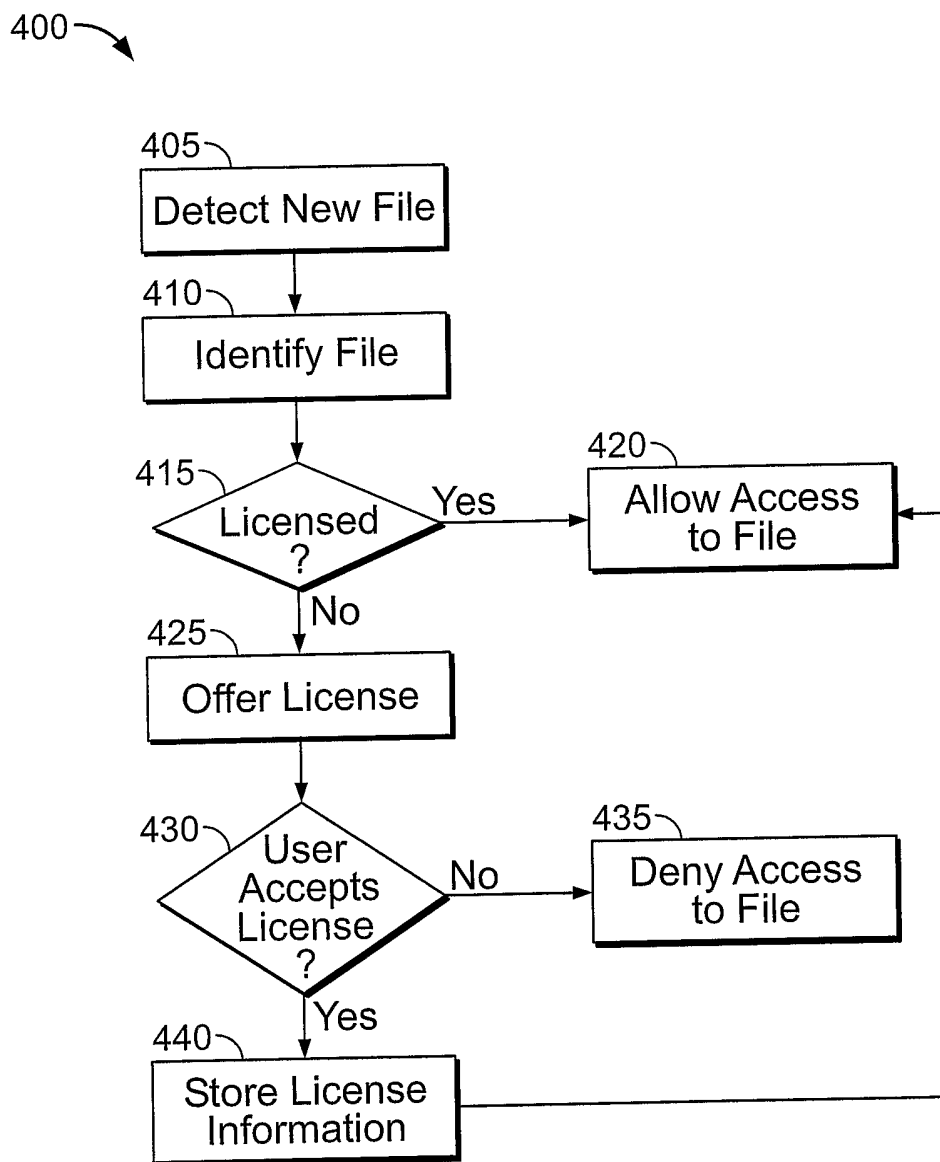 400
405
Detect New File
410
Identify File
415
Licensed
?
Yes
420
Allow Access
to File
No
425
Offer License
430
User
Accepts
License
?
No
435
Deny Access
to File
Yes
440
Store License
Information